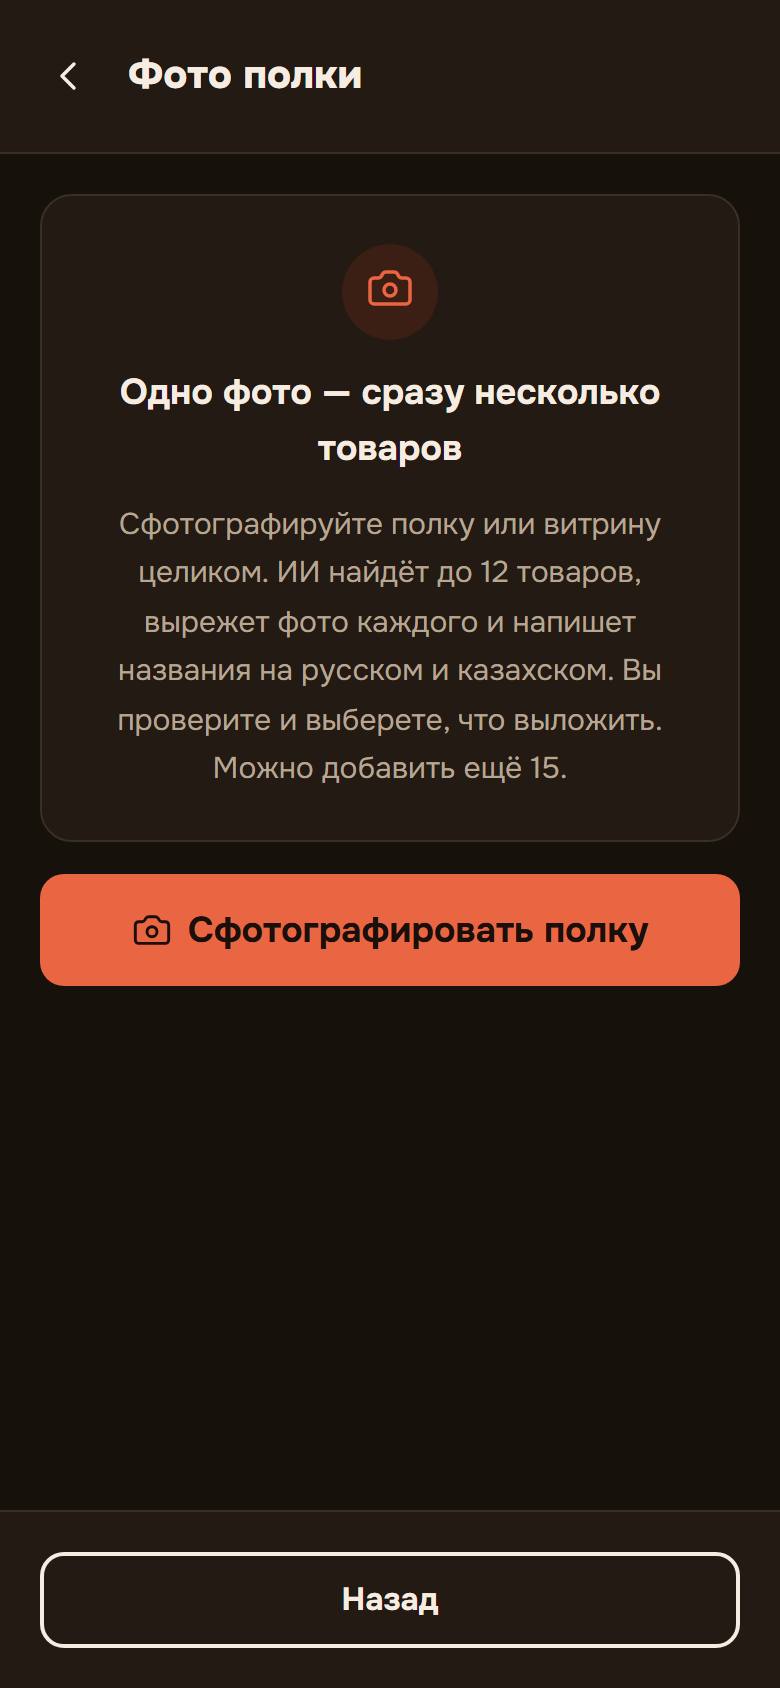 Фото полки
Одно фото — сразу несколько
товаров
Сфотографируйте полку или витрину
целиком. ИИ найдёт до 12 товаров,
вырежет фото каждого и напишет
названия на русском и казахском. Вы
проверите и выберете, что выложить.
Можно добавить ещё 15.
Сфотографировать полку
Назад